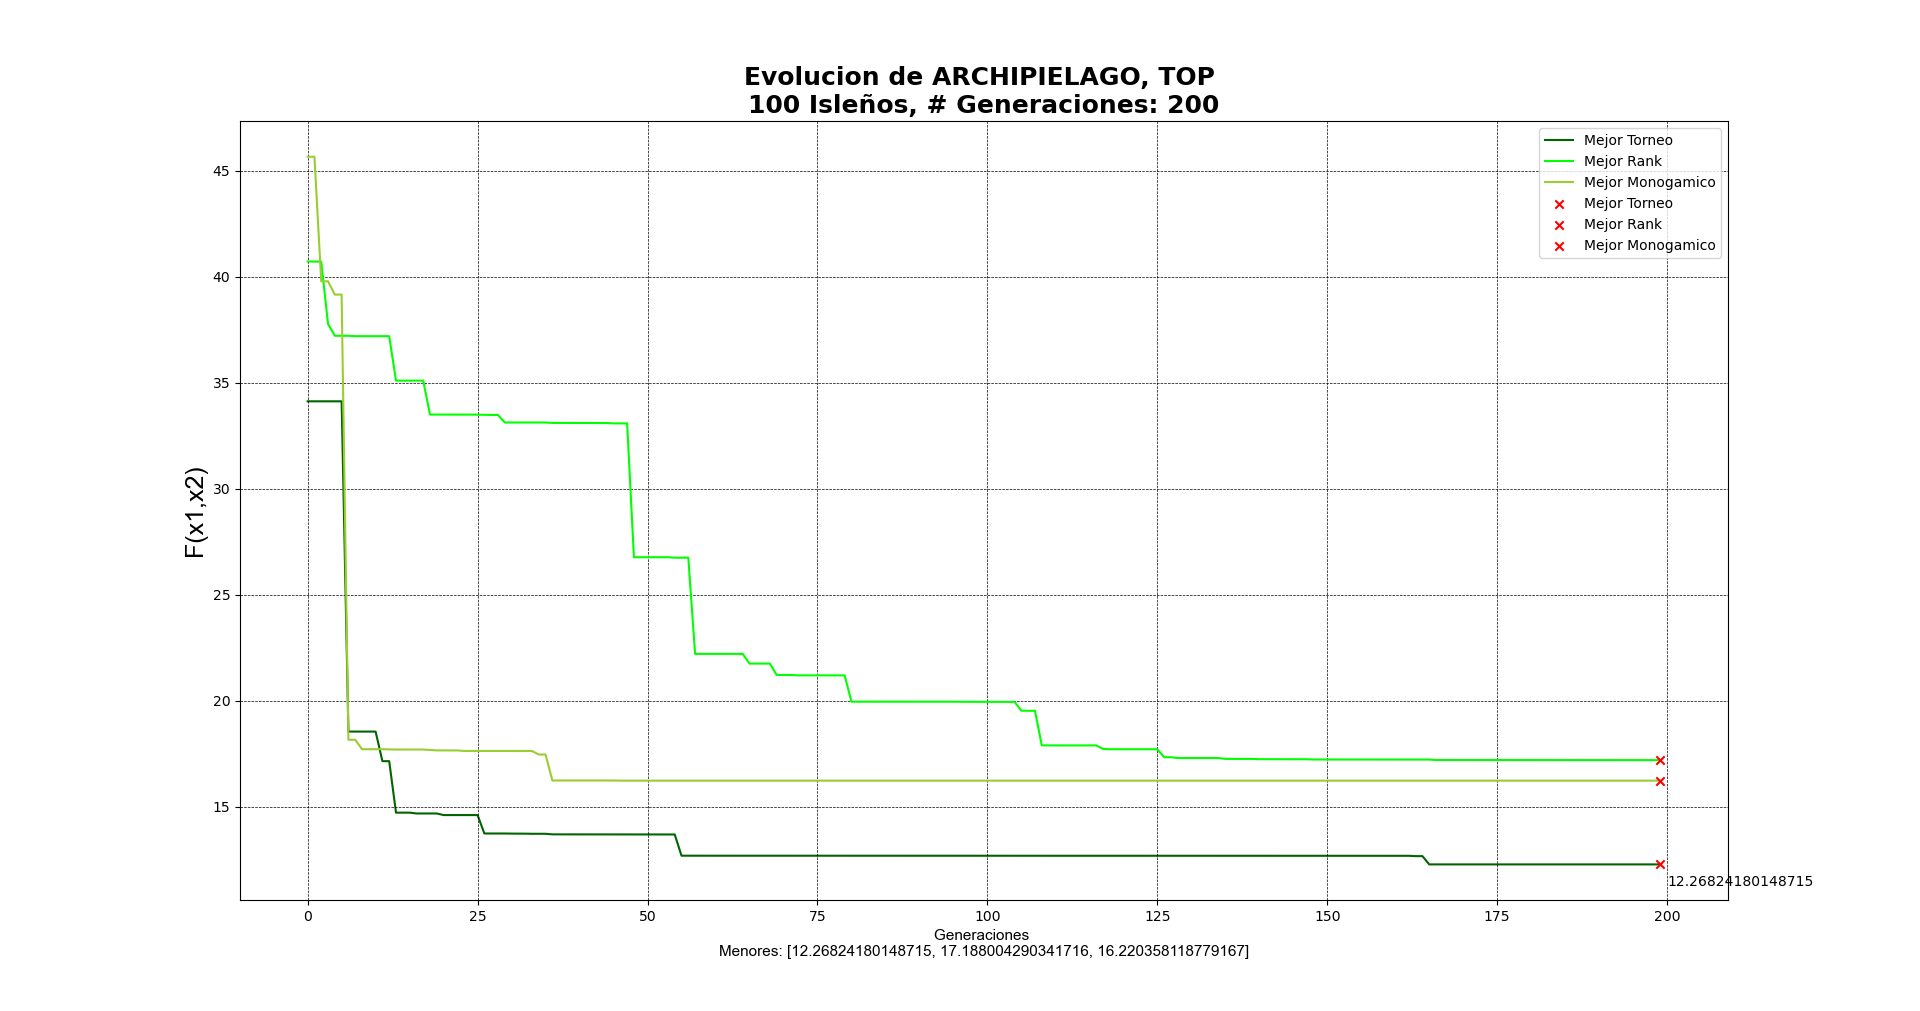 Evolucion de ARCHIPIELAGO, TOP
100 Isleños, # Generaciones: 200
Mejor Torneo
Mejor Rank
Mejor Monogamico
Mejor Torneo
Mejor Rank
Mejor Monogamico
F(x1,x2)
45
40
35
30
25
20
15
12.26824180148715
0 25 50 75 100 125 150 175 200
Generaciones
Menores: [12.26824180148715, 17.188004290341716, 16.220358118779167]